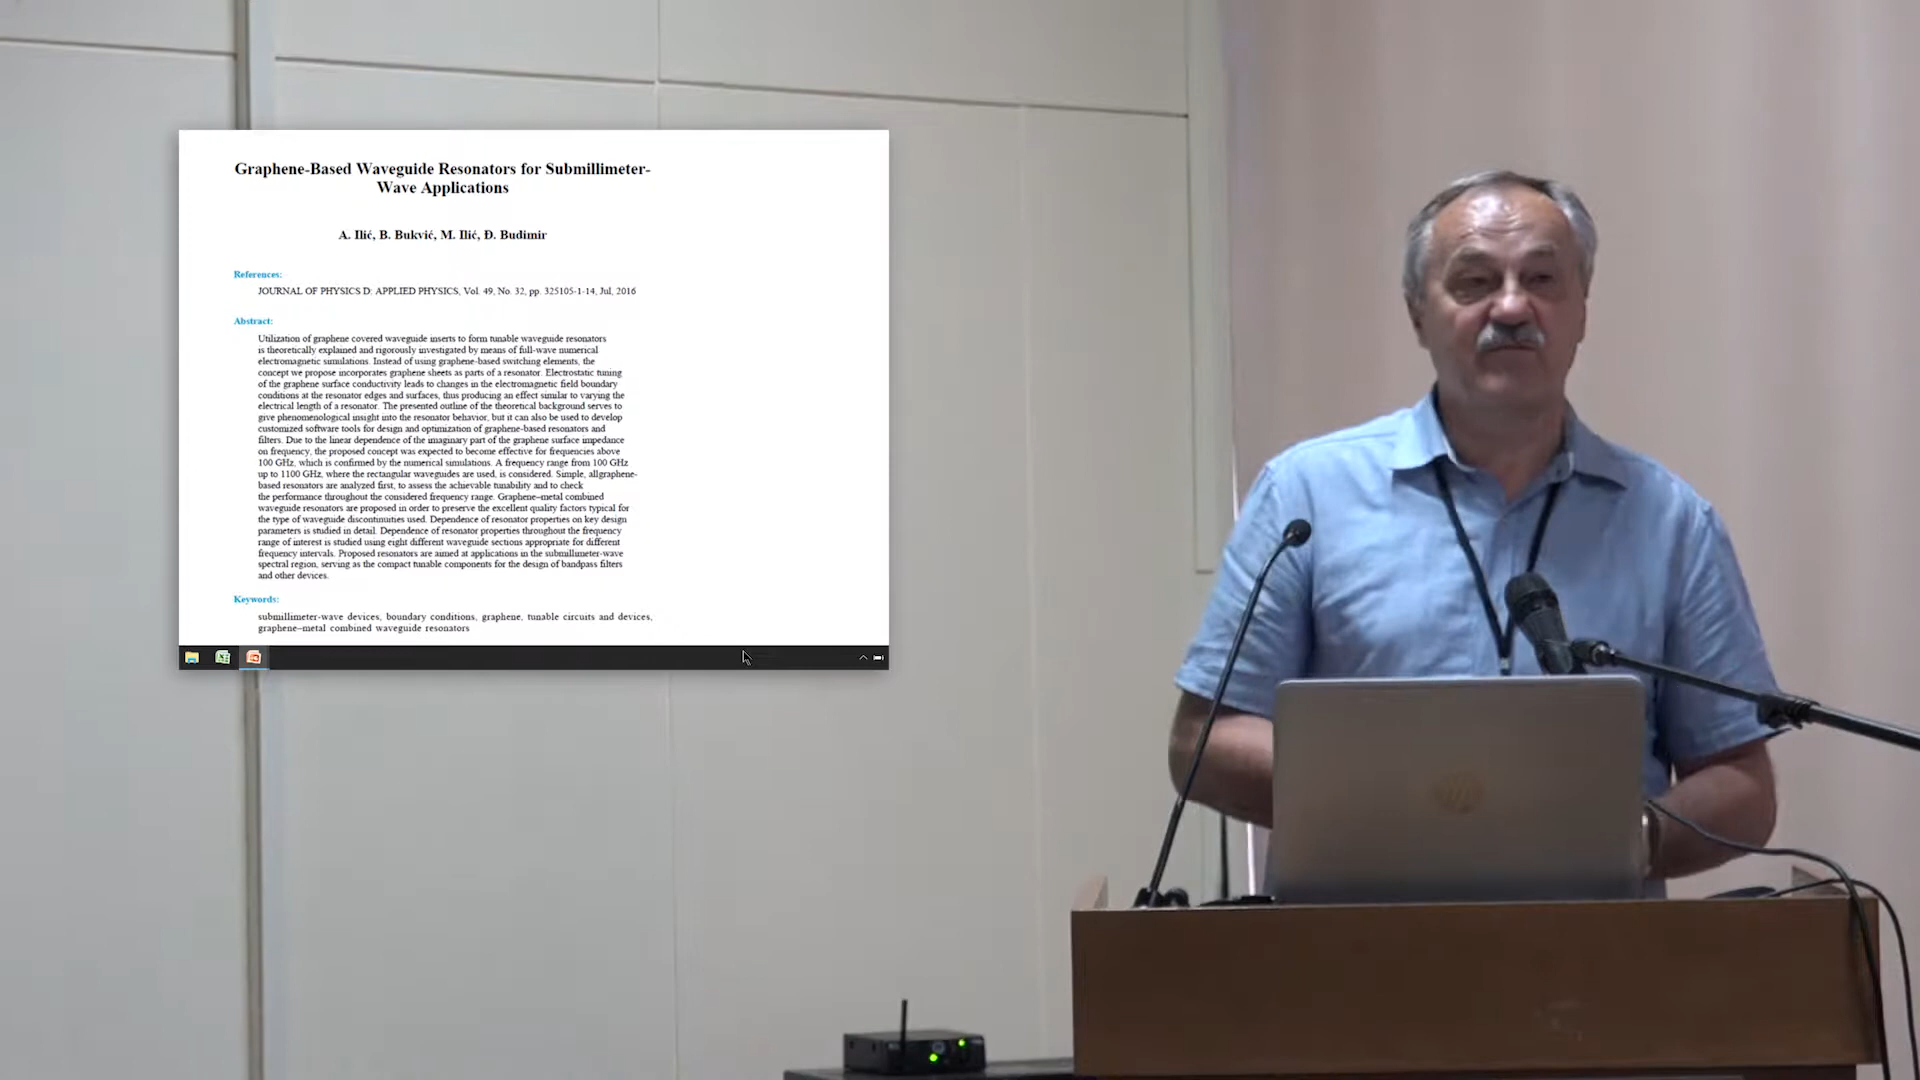 Graphene-Based Waveguide Resonators for Submillimeter-
Wave Applications
A. Ilić, B. Bukvić, M. Ilić, Đ. Budimir
References:
JOURNAL OF PHYSICS D: APPLIED PHYSICS, Vol. 49, No. 32, pp. 325105-1-14, Jul, 2016
Abstract:
Utilization of graphene covered waveguide inserts to form tunable waveguide resonators
is theoretically explained and rigorously investigated by means of full-wave numerical
electromagnetic simulations. Instead of using graphene-based switching elements, the
concept we propose incorporates graphene sheets as parts of a resonator. Electrostatic tuning
of the graphene surface conductivity leads to changes in the electromagnetic field boundary
conditions at the resonator edges and surfaces, thus producing an effect similar to varying the
electrical length of a resonator. The presented outline of the theoretical background serves to
give phenomenological insight into the resonator behavior, but it can also be used to develop
customized software tools for design and optimization of graphene-based resonators and
filters. Due to the linear dependence of the imaginary part of the graphene surface impedance
on frequency, the proposed concept was expected to become effective for frequencies above
100 GHz, which is confirmed by the numerical simulations. A frequency range from 100 GHz
up to 1100 GHz, where the rectangular waveguides are used, is considered. Simple, allgraphene-
based resonators are analyzed first, to assess the achievable tunability and to check
the performance throughout the considered frequency range. Graphene–metal combined
waveguide resonators are proposed in order to preserve the excellent quality factors typical for
the type of waveguide discontinuities used. Dependence of resonator properties on key design
parameters is studied in detail. Dependence of resonator properties throughout the frequency
range of interest is studied using eight different waveguide sections appropriate for different
frequency intervals. Proposed resonators are aimed at applications in the submillimeter-wave
spectral region, serving as the compact tunable components for the design of bandpass filters
and other devices.
Keywords:
submillimeter-wave devices, boundary conditions, graphene, tunable circuits and devices,
graphene–metal combined waveguide resonators
hp